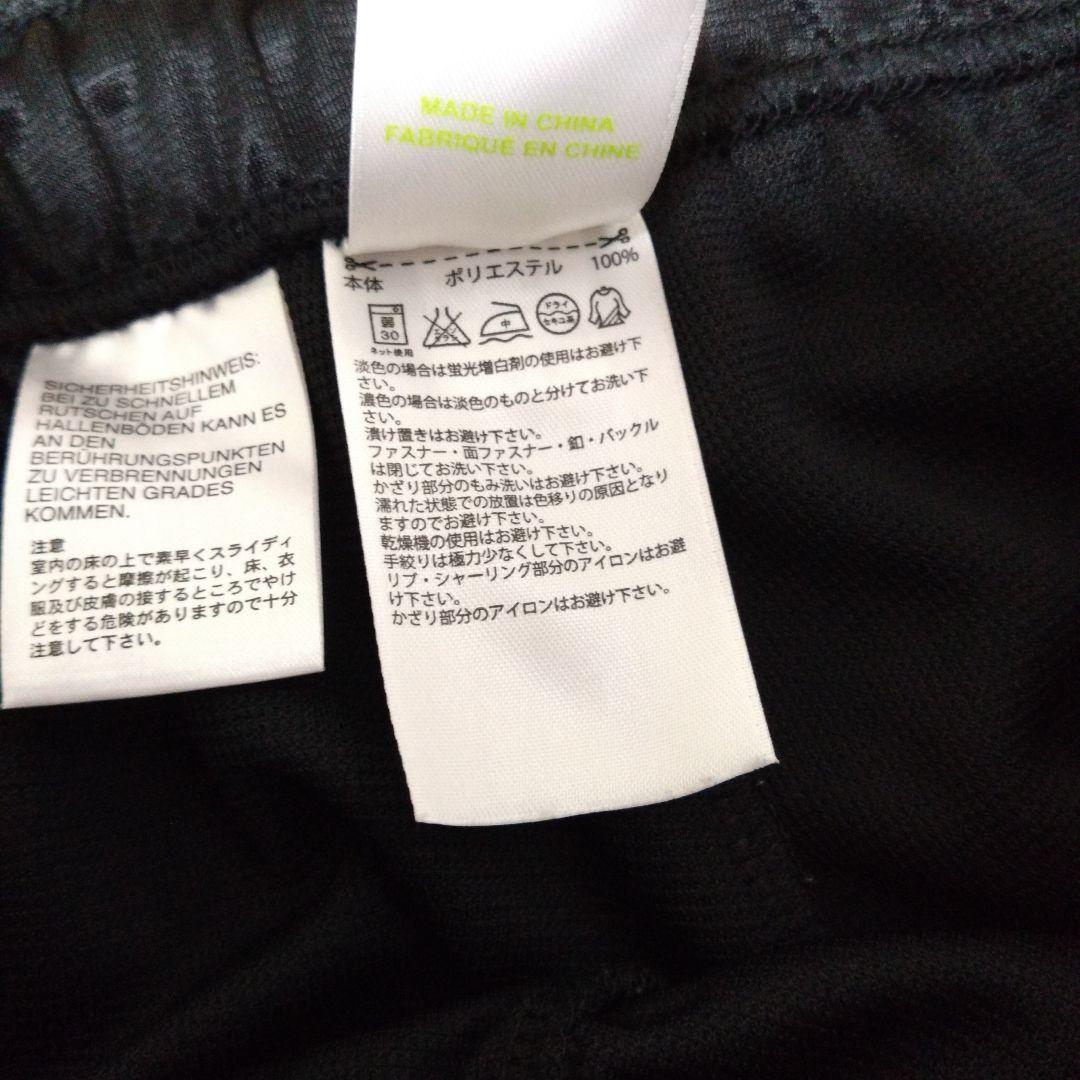 MADE IN CHINA
FABRIQUÉ EN CHINE
本体 ポリエステル 100%
弱
30
ネット使用
エンソ
サラシ
中
ドライ
セキユ系
淡色の場合は蛍光増白剤の使用はお避け下
さい。
濃色の場合は淡色のものと分けてお洗い下
さい。
漬け置きはお避け下さい。
ファスナー・面ファスナー・釦・バックル
は閉じてお洗い下さい。
かざり部分のもみ洗いはお避け下さい。
濡れた状態での放置は色移りの原因となり
ますのでお避け下さい。
乾燥機の使用はお避け下さい。
手絞りは極力少なくして下さい。
リブ・シャーリング部分のアイロンはお避
け下さい。
かざり部分のアイロンはお避け下さい。
SICHERHEITSHINWEIS:
BEI ZU SCHNELLEM
RUTSCHEN AUF
HALLENBÖDEN KANN ES
AN DEN
BERÜHRUNGSPUNKTEN
ZU VERBRENNUNGEN
LEICHTEN GRADES
KOMMEN.
注意
室内の床の上で素早くスライディ
ングすると摩擦が起こり、床、衣
服及び皮膚の接するところでやけ
どをする危険がありますので十分
注意して下さい。